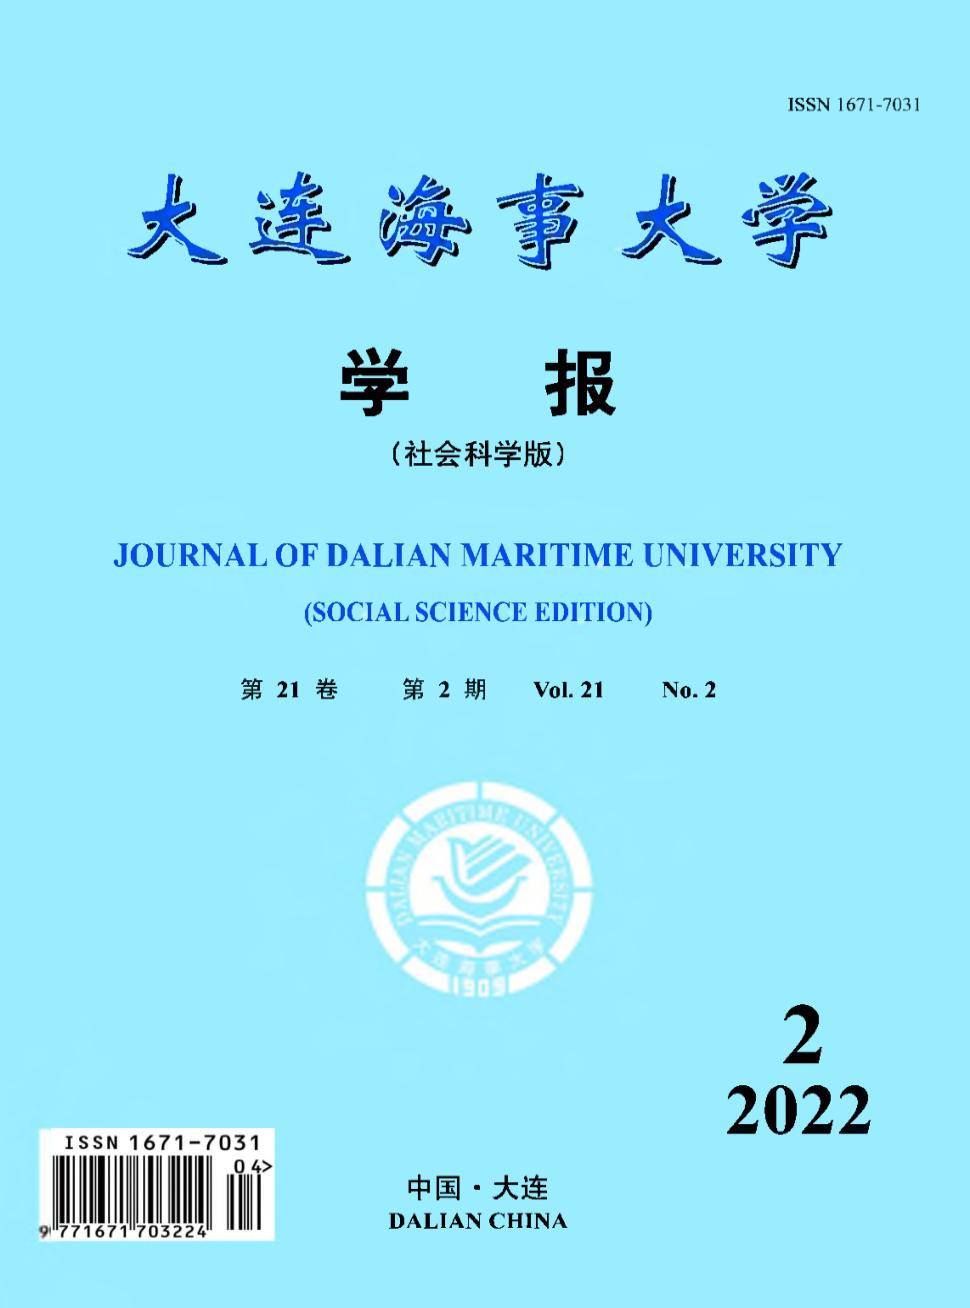 ISSN 1671-7031
大连海事大学
学 报
（社会科学版）
JOURNAL OF DALIAN MARITIME UNIVERSITY
(SOCIAL SCIENCE EDITION)
第 21 卷 第 2 期 Vol. 21 No. 2
DALIAN MARITIME UNIVERSITY
大连海事大学
1909
2
2022
ISSN 1671-7031
04>
9 771671 703224
中国·大连
DALIAN CHINA